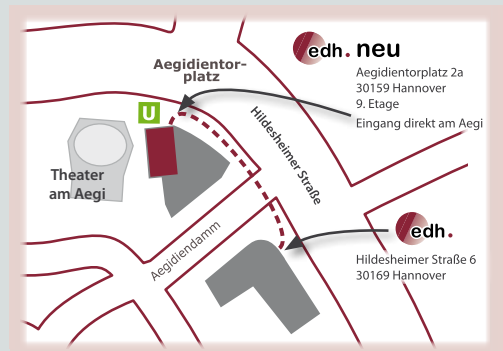 edh. neu
Aegidientor-
platz
Aegidientorplatz 2a
30159 Hannover
9. Etage
Eingang direkt am Aegi
U
Hildesheimer Straße
Theater
am Aegi
Aegidiendamm
edh.
Hildesheimer Straße 6
30169 Hannover